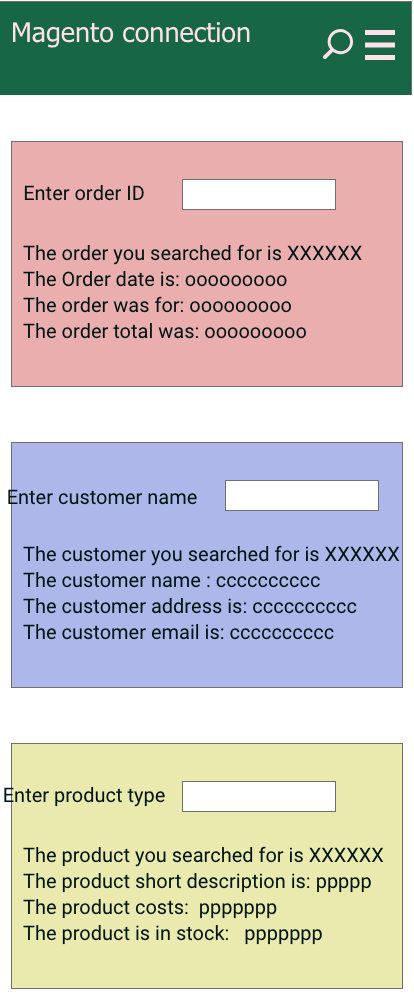 Magento connection
Enter order ID
The order you searched for is XXXXXX
The Order date is: ooooooooo
The order was for: ooooooooo
The order total was: ooooooooo
Enter customer name
The customer you searched for is XXXXXX
The customer name : cccccccccc
The customer address is: cccccccccc
The customer email is: cccccccccc
Enter product type
The product you searched for is XXXXXX
The product short description is: ppppp
The product costs:  ppppppp
The product is in stock:   ppppppp